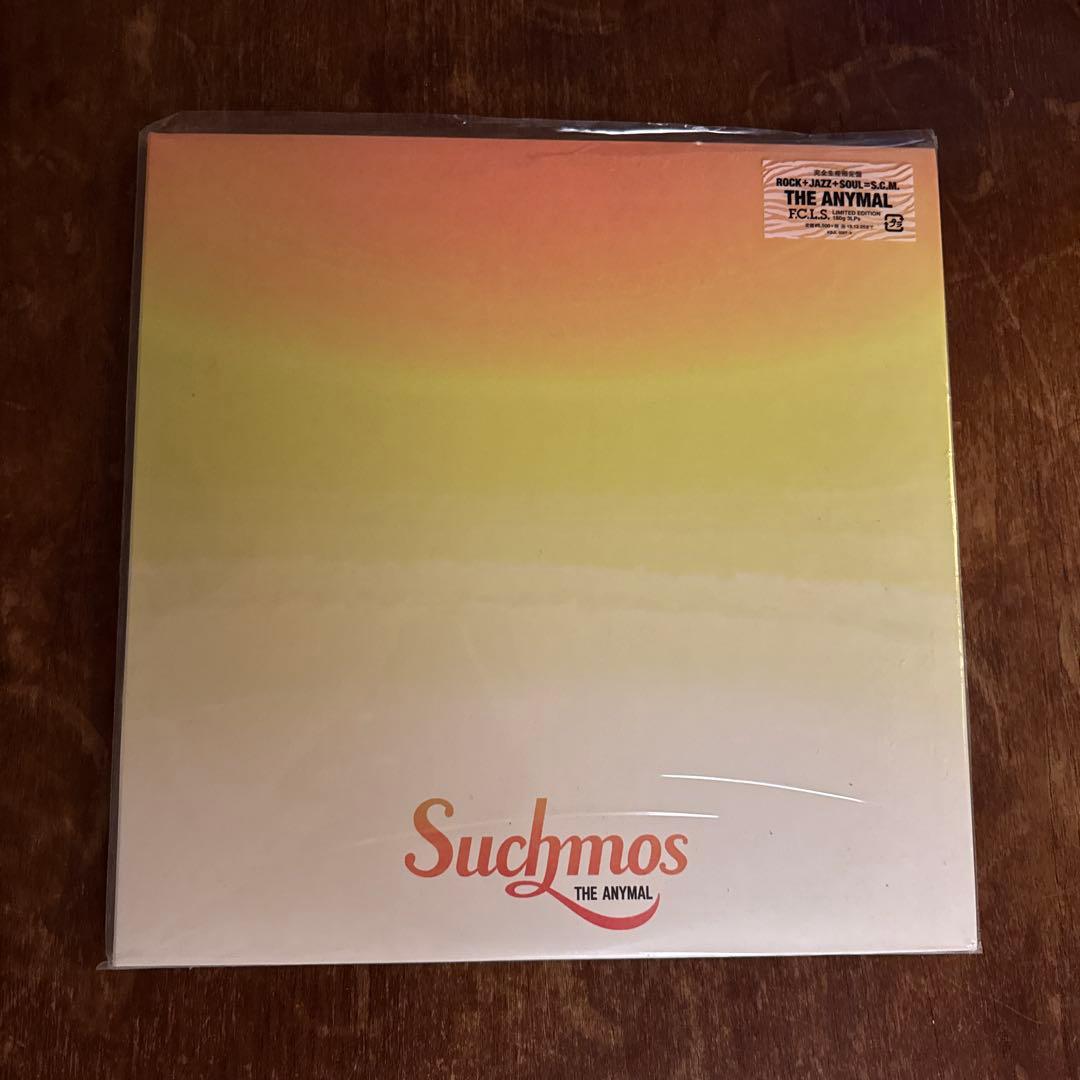 完全生産限定盤
ROCK+JAZZ+SOUL=S.C.M.
THE ANYMAL
F.C.L.S. LIMITED EDITION
180g 3LPs
Suchmos
THE ANYMAL